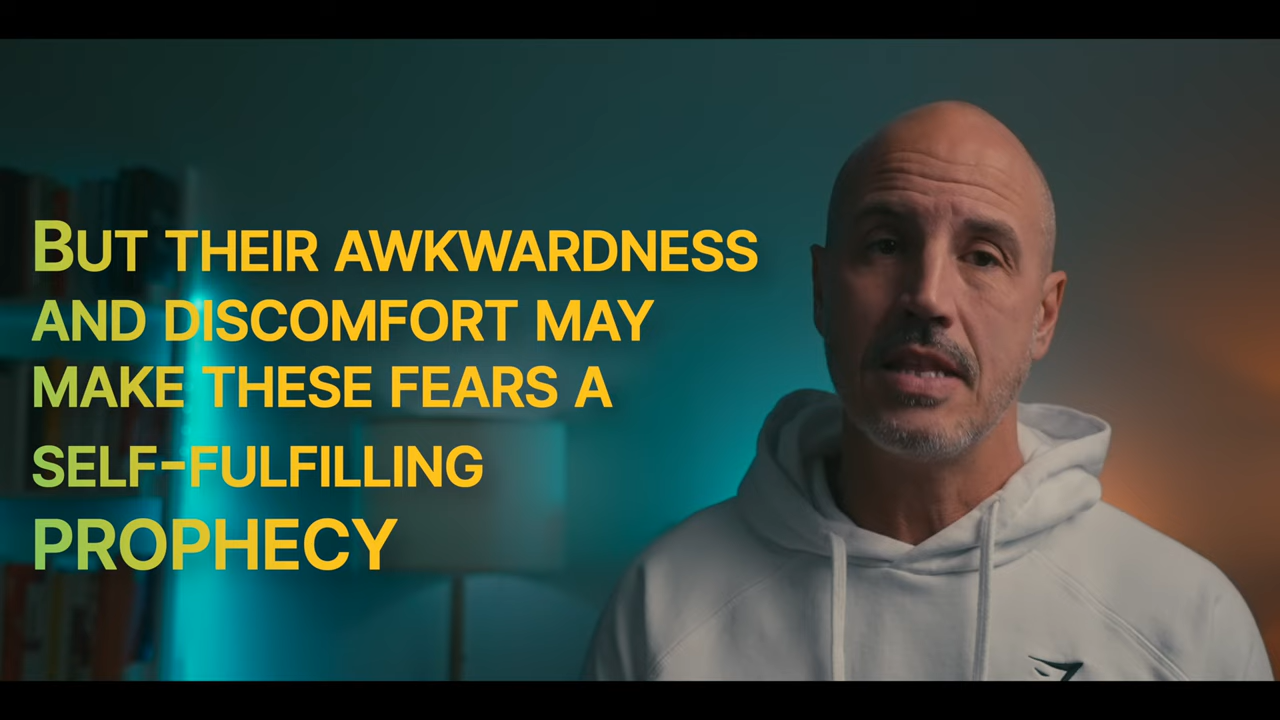 But their awkwardness
and discomfort may
make these fears a
self-fulfilling
prophecy